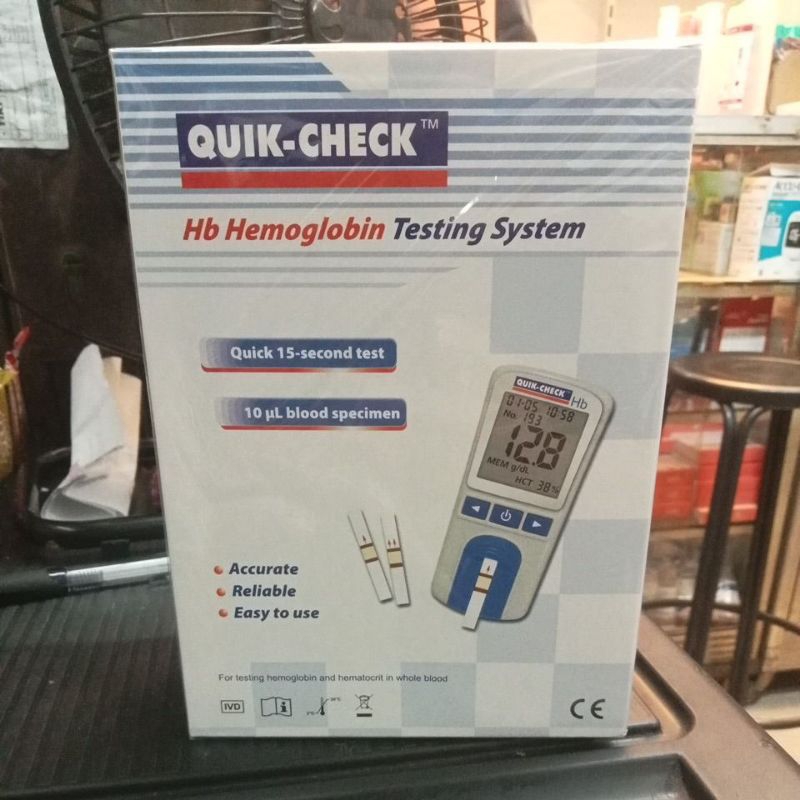 QUIK-CHECK™
Hb Hemoglobin Testing System
Quick 15-second test
10 µL blood specimen
QUIK-CHECK
Hb
01-05 10:58
No. 193
12.8
MEM g/dL
HCT 38%
Accurate
Reliable
Easy to use
For testing hemoglobin and hematocrit in whole blood
IVD
CE